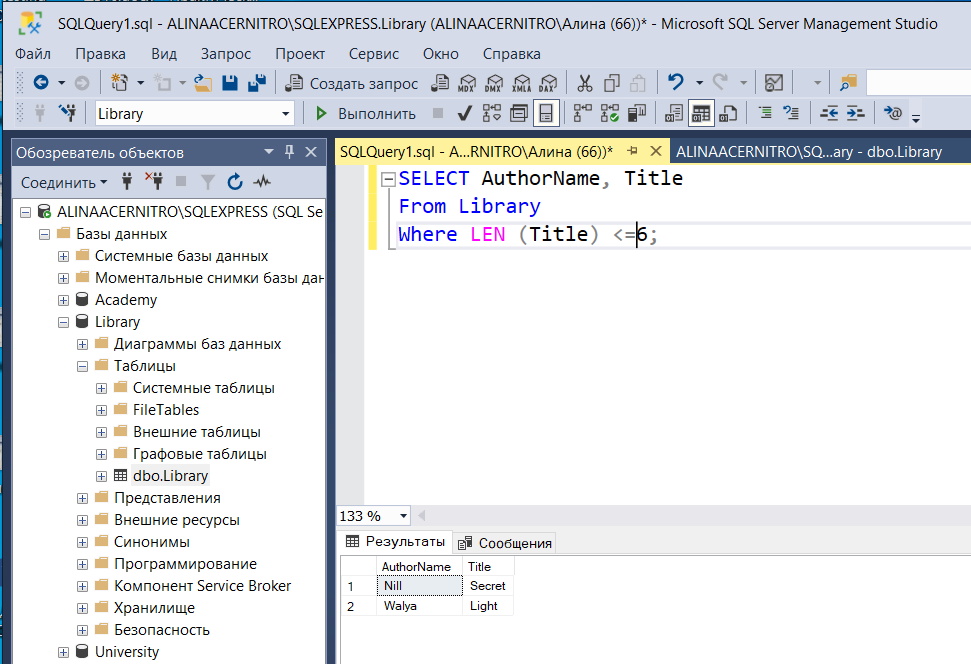 SQLQuery1.sql - ALINAACERNITRO\SQLEXPRESS.Library (ALINAACERNITRO\Алина (66))* - Microsoft SQL Server Management Studio
Файл Правка Вид Запрос Проект Сервис Окно Справка
Создать запрос MDX DMX XMLA DAX
Library Выполнить
Обозреватель объектов
Соединить
ALINAACERNITRO\SQLEXPRESS (SQL Se
Базы данных
Системные базы данных
Моментальные снимки базы дан
Academy
Library
Диаграммы баз данных
Таблицы
Системные таблицы
FileTables
Внешние таблицы
Графовые таблицы
dbo.Library
Представления
Внешние ресурсы
Синонимы
Программирование
Компонент Service Broker
Хранилище
Безопасность
University
SQLQuery1.sql - A...RNITRO\Алина (66))* ALINAACERNITRO\SQ...ary - dbo.Library
SELECT AuthorName, Title
From Library
Where LEN (Title) <=6;
133 %
Результаты Сообщения
AuthorName Title
1 Nill Secret
2 Walya Light